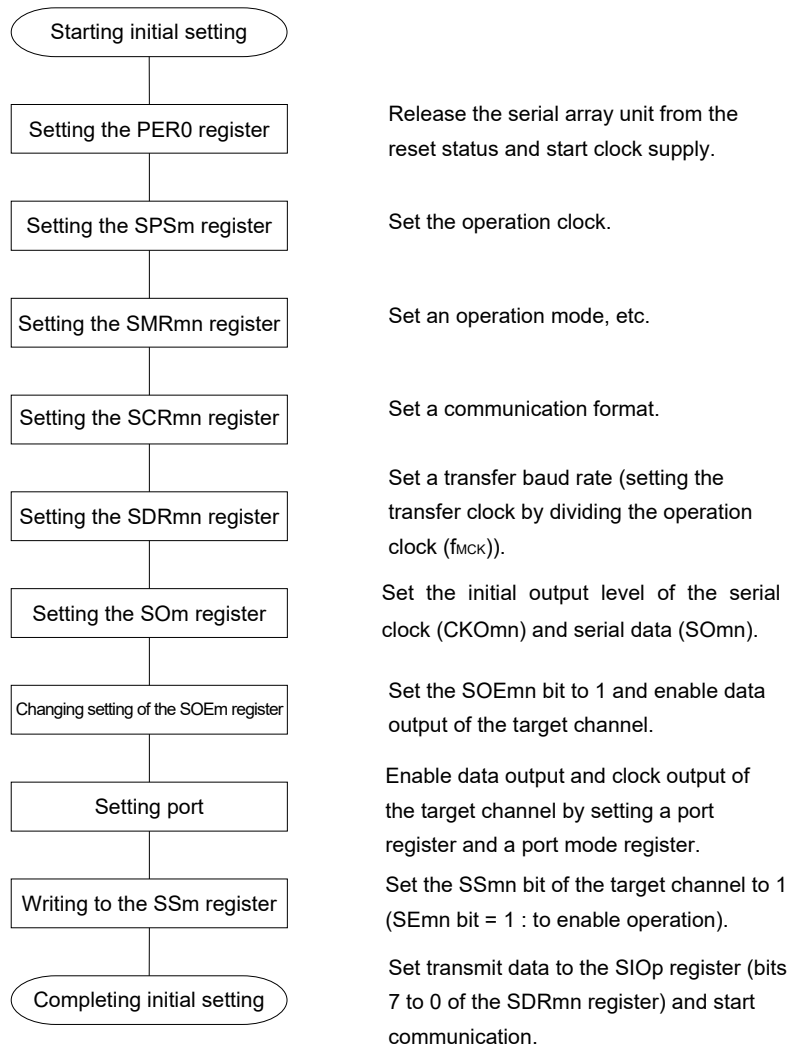 Starting initial setting
Setting the PER0 register
Release the serial array unit from the
reset status and start clock supply.
Setting the SPSm register
Set the operation clock.
Setting the SMRmn register
Set an operation mode, etc.
Setting the SCRmn register
Set a communication format.
Setting the SDRmn register
Set a transfer baud rate (setting the
transfer clock by dividing the operation
clock (fMCK)).
Setting the SOm register
Set the initial output level of the serial
clock (CKOmn) and serial data (SOmn).
Changing setting of the SOEm register
Set the SOEmn bit to 1 and enable data
output of the target channel.
Setting port
Enable data output and clock output of
the target channel by setting a port
register and a port mode register.
Writing to the SSm register
Set the SSmn bit of the target channel to 1
(SEmn bit = 1 : to enable operation).
Completing initial setting
Set transmit data to the SIOp register (bits
7 to 0 of the SDRmn register) and start
communication.